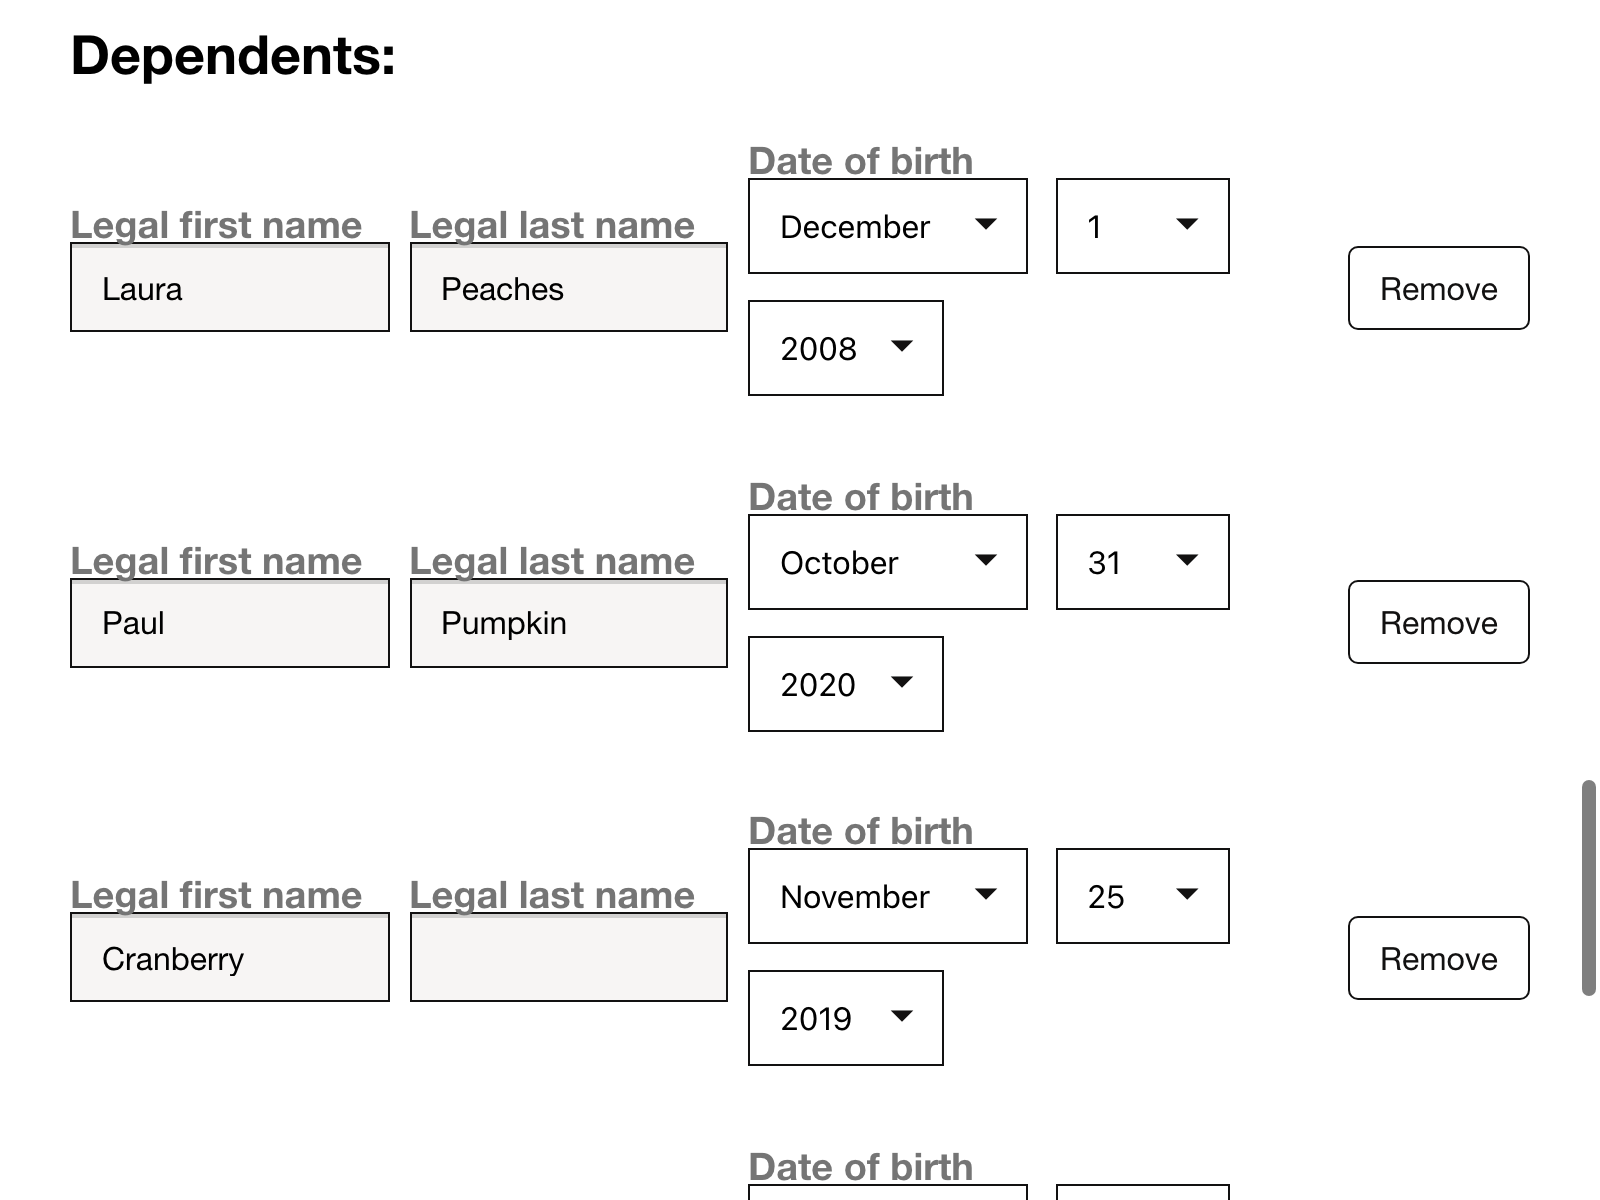 Dependents:
Legal first name
Laura
Legal last name
Peaches
Date of birth
December
1
2008
Remove
Legal first name
Paul
Legal last name
Pumpkin
Date of birth
October
31
2020
Remove
Legal first name
Cranberry
Legal last name
Date of birth
November
25
2019
Remove
Date of birth